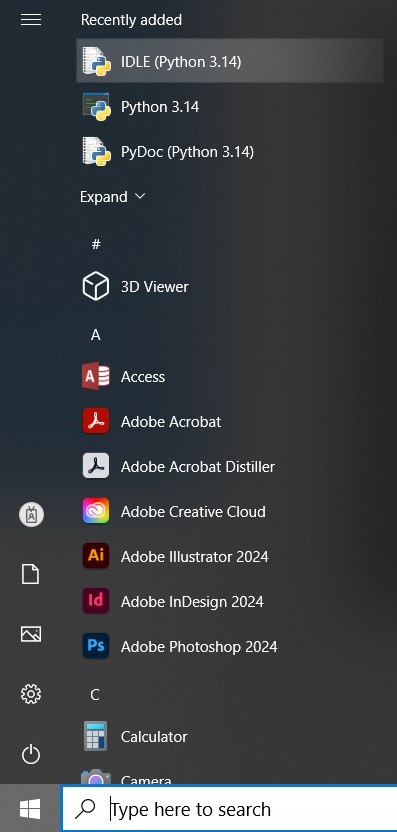 Recently added
IDLE (Python 3.14)
Python 3.14
PyDoc (Python 3.14)
Expand
#
3D Viewer
A
A
Access
Adobe Acrobat
Adobe Acrobat Distiller
Adobe Creative Cloud
Ai
Adobe Illustrator 2024
Id
Adobe InDesign 2024
Ps
Adobe Photoshop 2024
C
Calculator
Camera
Type here to search